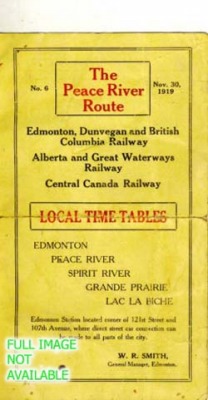 No. 6
The
Peace River
Route
Nov. 30,
1919
Edmonton, Dunvegan and British
Columbia Railway
Alberta and Great Waterways
Railway
Central Canada Railway
LOCAL TIME TABLES
EDMONTON
PEACE RIVER
SPIRIT RIVER
GRANDE PRAIRIE
LAC LA BICHE
Edmonton Station located corner of 121st Street and
107th Avenue, where direct street car connection can
be made to all parts of the city.
W. R. SMITH,
General Manager, Edmonton.
FULL IMAGE
NOT
AVAILABLE